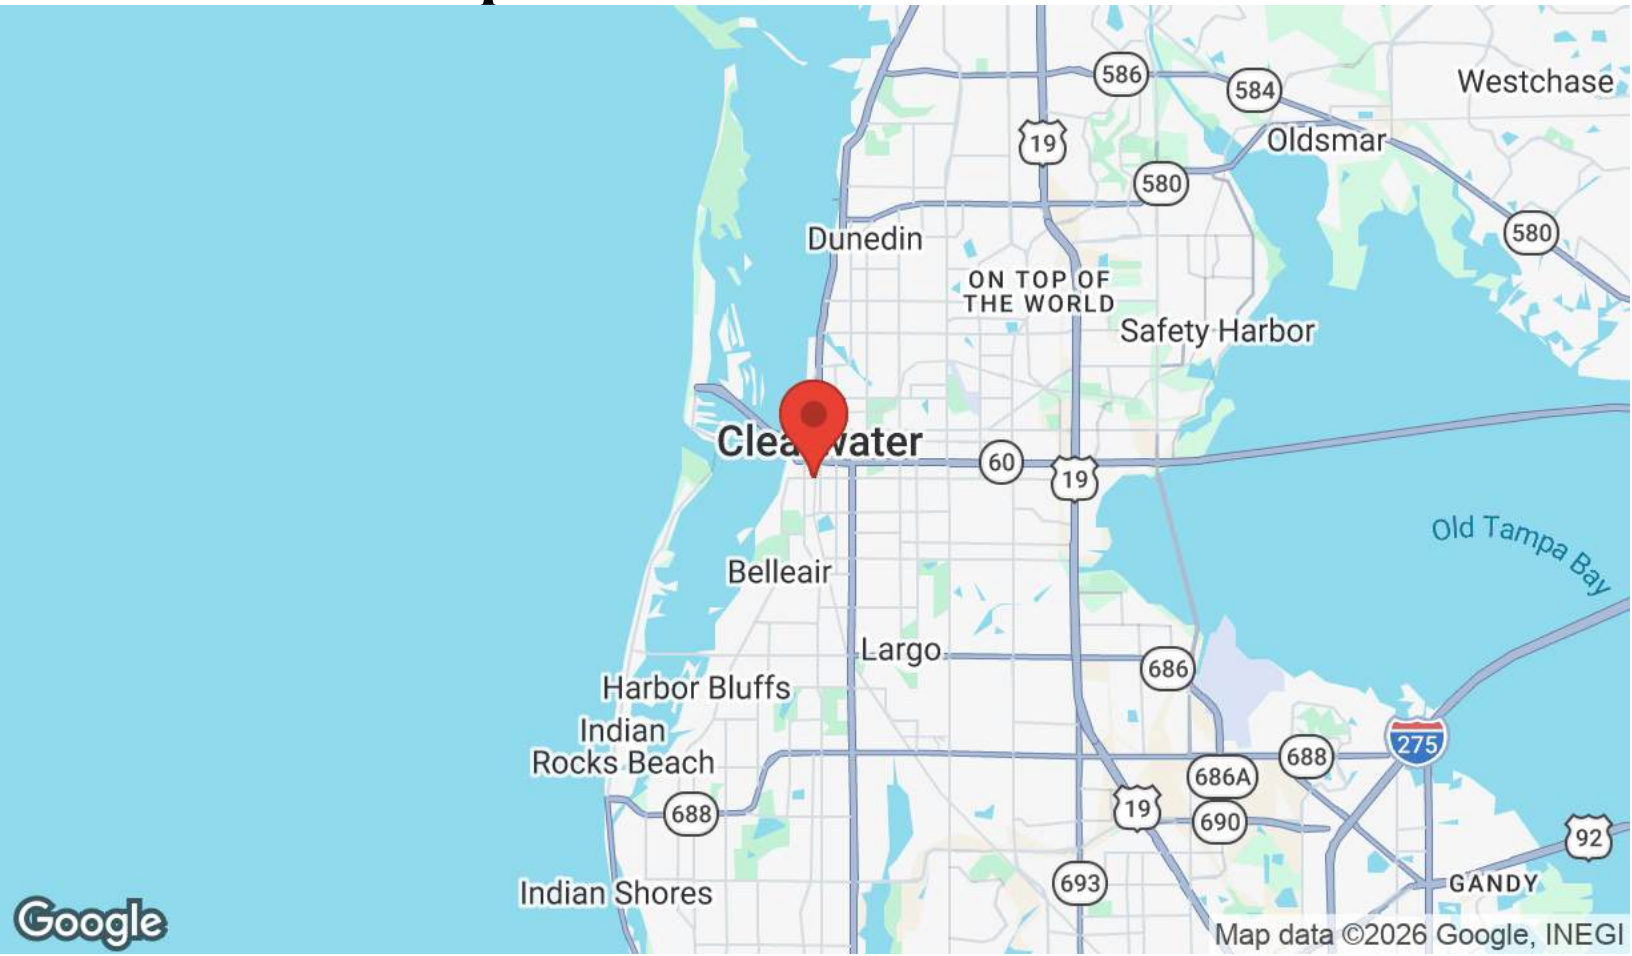 586
584
Westchase
19
Oldsmar
580
580
Dunedin
ON TOP OF
THE WORLD
Safety Harbor
Clearwater
60
19
Old Tampa Bay
Belleair
Largo
686
Harbor Bluffs
Indian
Rocks Beach
275
688
686A
19
690
688
92
693
GANDY
Indian Shores
Google
Map data ©2026 Google, INEGI